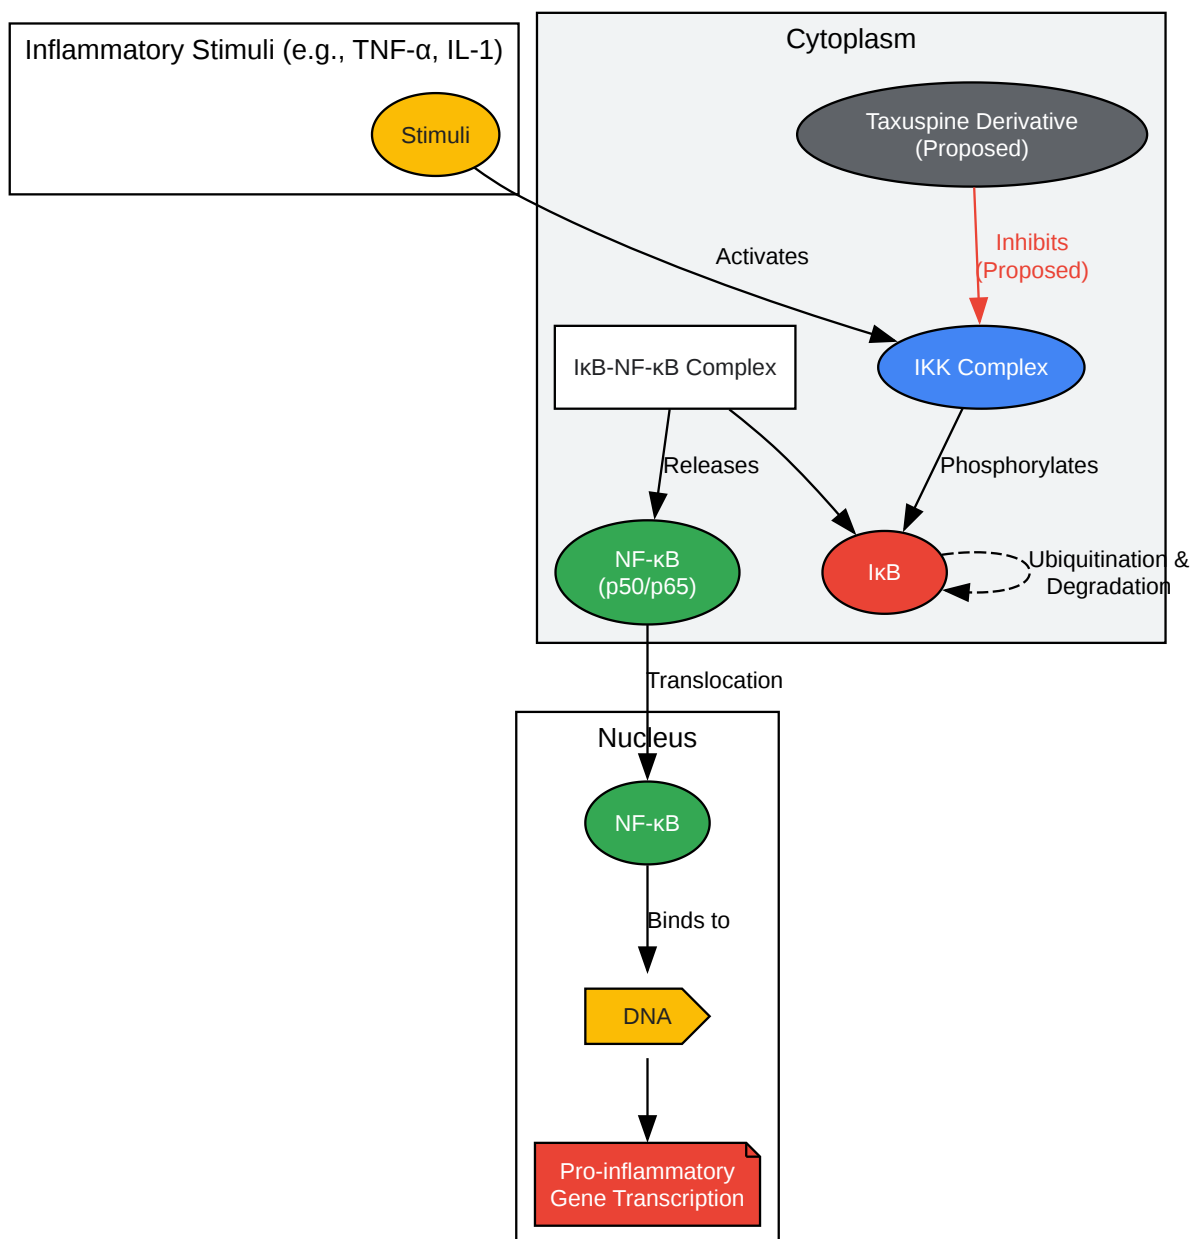 Inflammatory Stimuli (e.g., TNF-α, IL-1)
Stimuli
Cytoplasm
Taxuspine Derivative
(Proposed)
Activates
Inhibits
(Proposed)
IκB-NF-κB Complex
IKK Complex
Releases
Phosphorylates
NF-κB
(p50/p65)
IκB
Ubiquitination &
Degradation
Translocation
Nucleus
NF-κB
Binds to
DNA
Pro-inflammatory
Gene Transcription